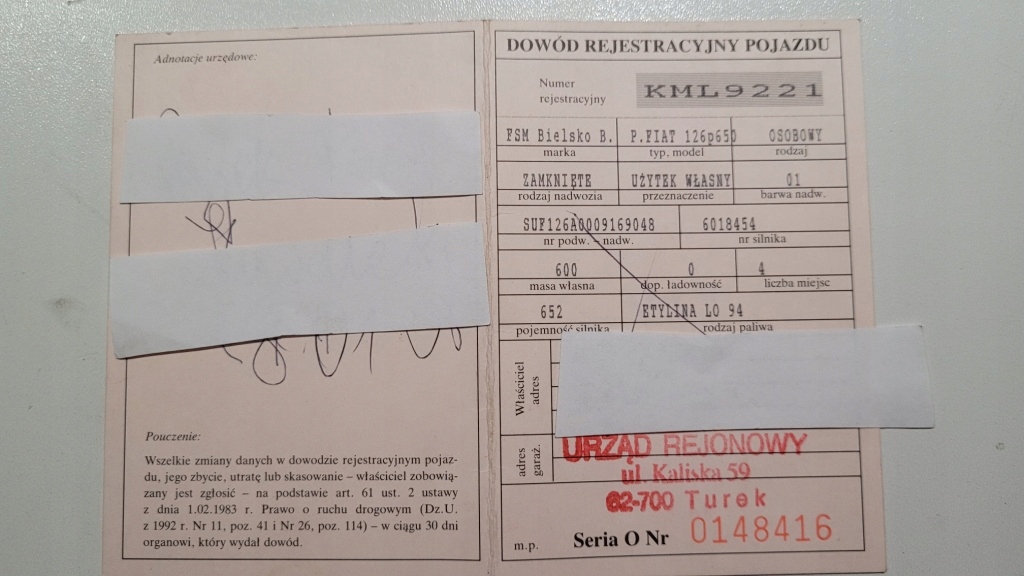 Adnotacje urzędowe:
Pouczenie:
Wszelkie zmiany danych w dowodzie rejestracyjnym pojaz-
du, jego zbycie, utratę lub skasowanie – właściciel zobowią-
zany jest zgłosić – na podstawie art. 61 ust. 2 ustawy
z dnia 1.02.1983 r. Prawo o ruchu drogowym (Dz.U.
z 1992 r. Nr 11, poz. 41 i Nr 26, poz. 114) – w ciągu 30 dni
organowi, który wydał dowód.
DOWÓD REJESTRACYJNY POJAZDU
Numer
rejestracyjny
KML9221
FSM Bielsko B. P.FIAT 126p650 OSOBOWY
marka typ, model rodzaj
ZAMKNIĘTE UŻYTEK WŁASNY 01
rodzaj nadwozia przeznaczenie barwa nadw.
SUF126A0009169048 6018454
nr podw. – nadw. nr silnika
600 0 4
masa własna dop. ładowność liczba miejsc
652 ETYLINA LO 94
pojemność silnika rodzaj paliwa
Właściciel
adres
adres
garaż.
URZĄD REJONOWY
ul. Kaliska 59
62-700 Turek
m.p. Seria O Nr 0148416